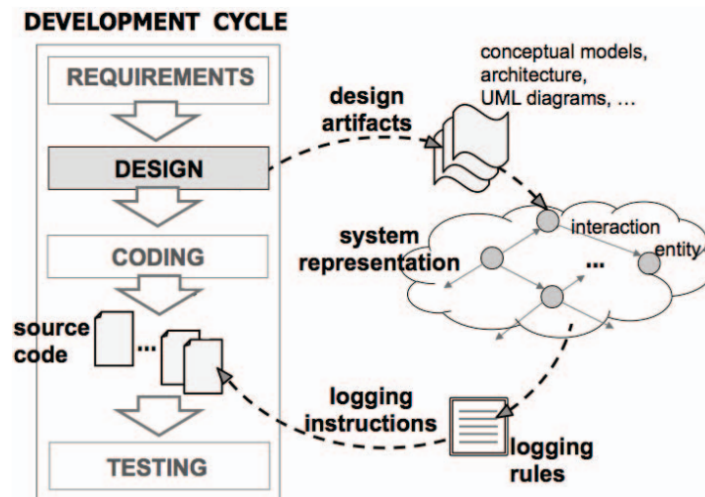 DEVELOPMENT CYCLE
REQUIREMENTS
DESIGN
CODING
source
code
...
TESTING
design
artifacts
conceptual models,
architecture,
UML diagrams, ...
system
representation
interaction
entity
...
logging
instructions
logging
rules